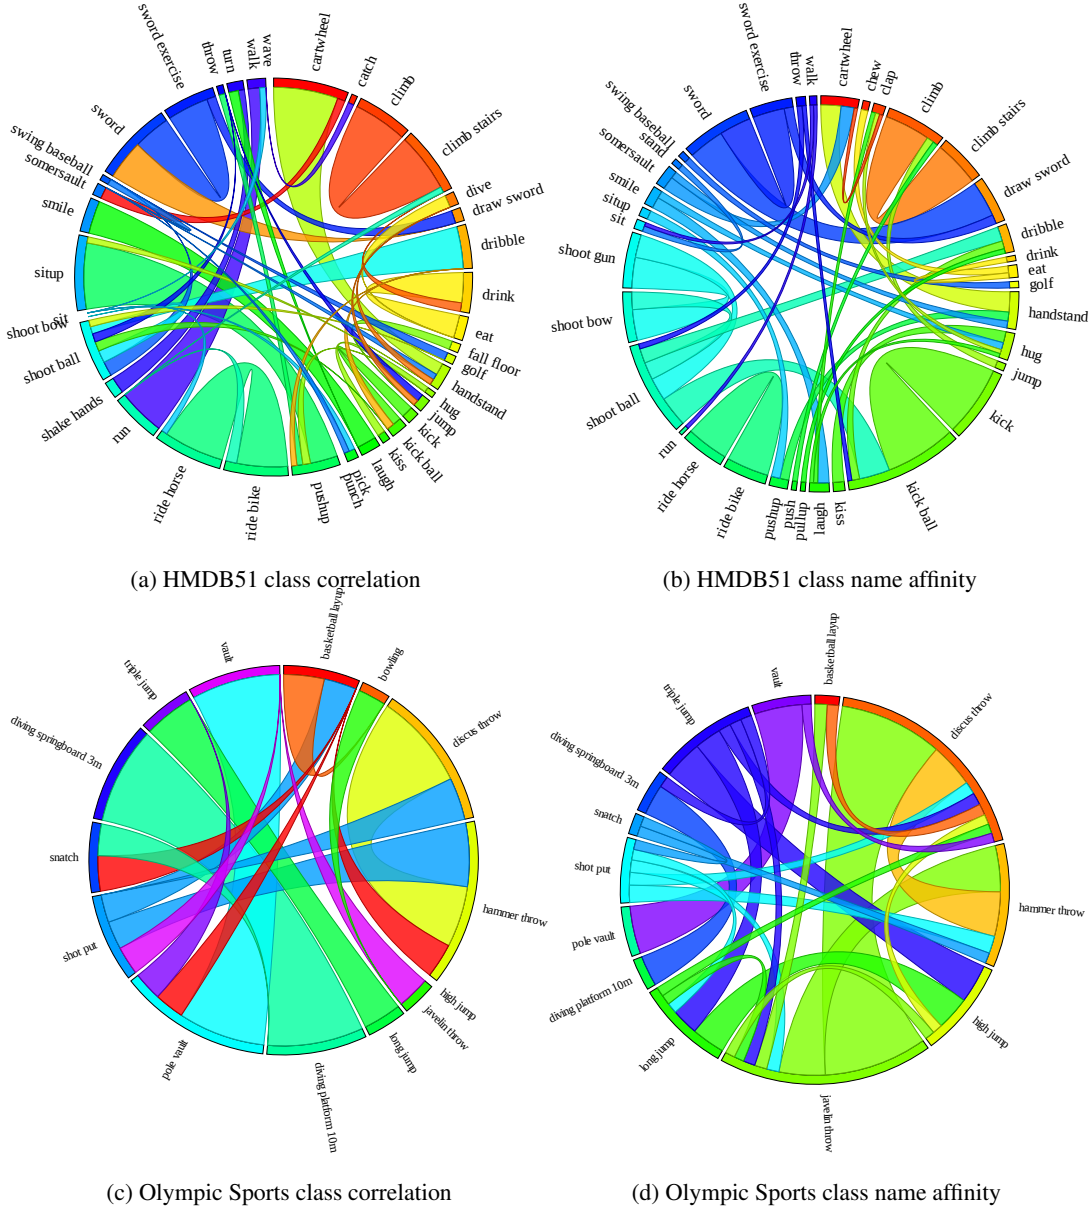 sword exercise
throw
turn
walk
wave
cartwheel
catch
climb
climb stairs
dive
draw sword
dribble
drink
eat
fall floor
golf
handstand
hug
jump
kick
kick ball
kiss
laugh
pick
punch
pushup
ride bike
ride horse
run
shake hands
shoot ball
shoot bow
sit
situp
smile
somersault
swing baseball
sword
(a) HMDB51 class correlation
sword exercise
throw
walk
cartwheel
chew
clap
climb
climb stairs
draw sword
dribble
drink
eat
golf
handstand
hug
jump
kick
kick ball
kiss
laugh
pullup
push
pushup
ride bike
ride horse
run
shoot ball
shoot bow
shoot gun
sit
situp
smile
somersault
stand
swing baseball
sword
(b) HMDB51 class name affinity
vault
basketball layup
bowling
discus throw
hammer throw
high jump
javelin throw
long jump
diving platform 10m
pole vault
shot put
snatch
diving springboard 3m
triple jump
(c) Olympic Sports class correlation
vault
basketball layup
discus throw
hammer throw
high jump
javelin throw
long jump
diving platform 10m
pole vault
shot put
snatch
diving springboard 3m
triple jump
(d) Olympic Sports class name affinity